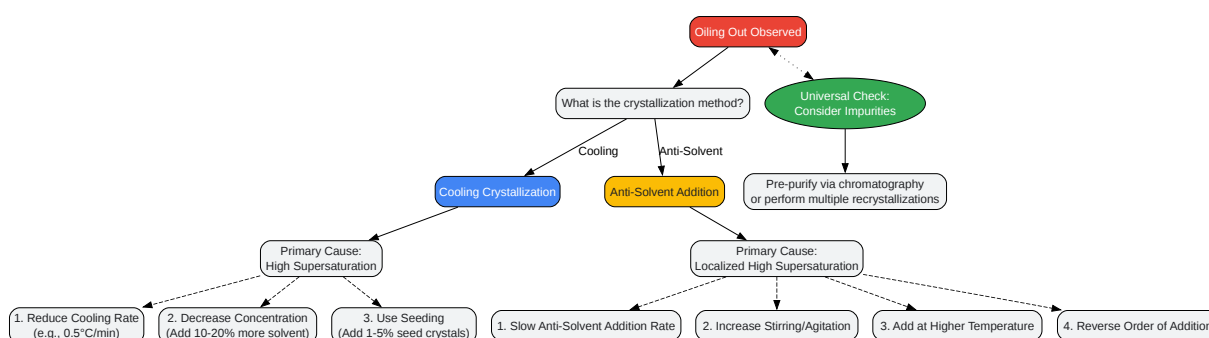 Oiling Out Observed
What is the crystallization method?
Universal Check:
Consider Impurities
Cooling
Anti-Solvent
Cooling Crystallization
Anti-Solvent Addition
Pre-purify via chromatography
or perform multiple recrystallizations
Primary Cause:
High Supersaturation
Primary Cause:
Localized High Supersaturation
1. Reduce Cooling Rate
(e.g., 0.5°C/min)
2. Decrease Concentration
(Add 10-20% more solvent)
3. Use Seeding
(Add 1-5% seed crystals)
1. Slow Anti-Solvent Addition Rate
2. Increase Stirring/Agitation
3. Add at Higher Temperature
4. Reverse Order of Addition